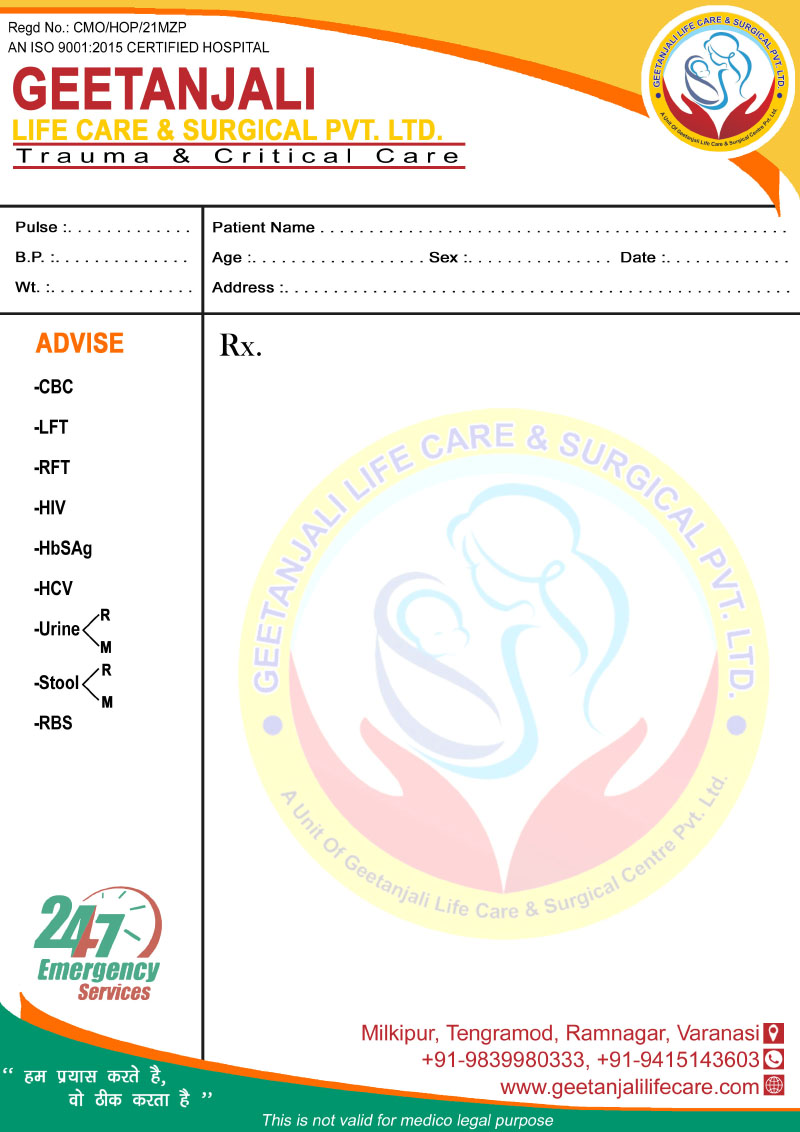 Regd No.: CMO/HOP/21MZP
AN ISO 9001:2015 CERTIFIED HOSPITAL
GEETANJALI
LIFE CARE & SURGICAL PVT. LTD.
Trauma & Critical Care
GEETANJALI LIFE CARE & SURGICAL PVT. LTD.
A Unit Of Geetanjali Life Care & Surgical Centre Pvt. Ltd.
Pulse :. . . . . . . . . . . . .
B.P. :. . . . . . . . . . . . . .
Wt. :. . . . . . . . . . . . . . .
Patient Name . . . . . . . . . . . . . . . . . . . . . . . . . . . . . . . . . . . . . . . . . . . . . . . .
Age :. . . . . . . . . . . . . . . . . . Sex :. . . . . . . . . . . . . . . Date :. . . . . . . . . . . . .
Address :. . . . . . . . . . . . . . . . . . . . . . . . . . . . . . . . . . . . . . . . . . . . . . . . . . . .
ADVISE
-CBC
-LFT
-RFT
-HIV
-HbSAg
-HCV
-Urine R
M
-Stool R
M
-RBS
Rx.
GEETANJALI LIFE CARE & SURGICAL PVT. LTD.
A Unit Of Geetanjali Life Care & Surgical Centre Pvt. Ltd.
247
Emergency
Services
Milkipur, Tengramod, Ramnagar, Varanasi
+91-9839980333, +91-9415143603
www.geetanjalilifecare.com
“ हम प्रयास करते है,
वो ठीक करता है ”
This is not valid for medico legal purpose